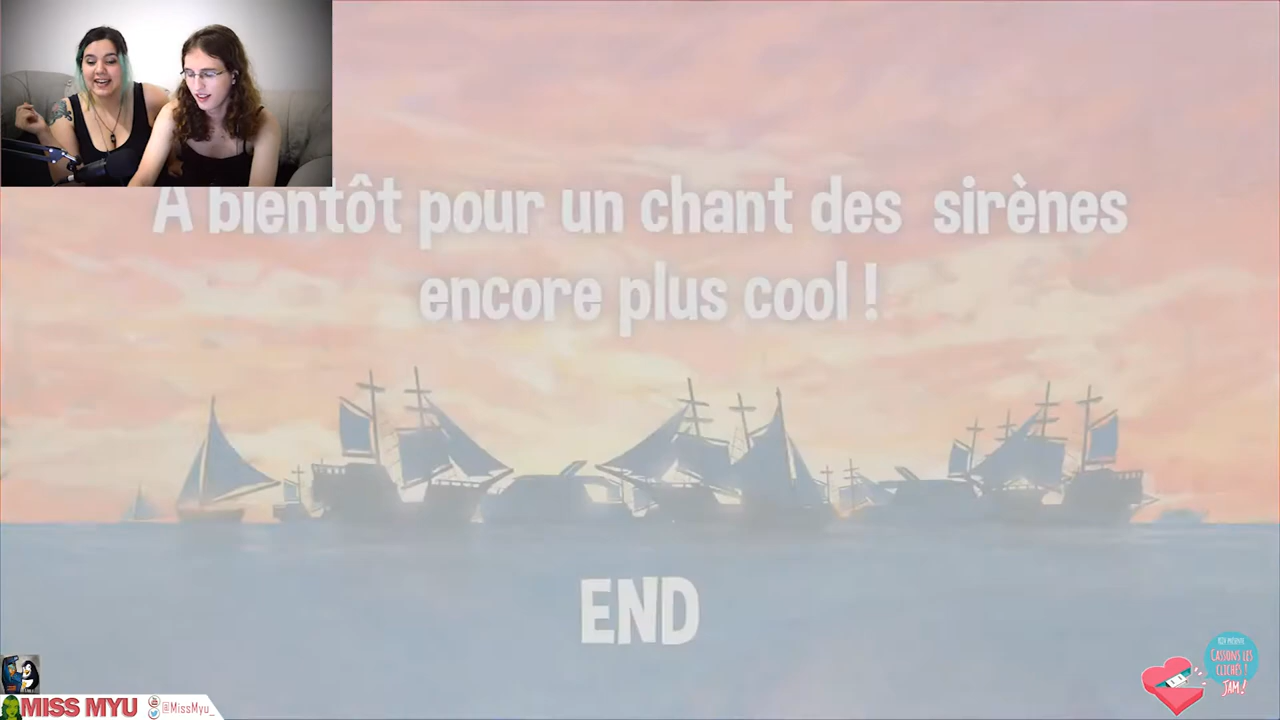 A bientôt pour un chant des sirènes
encore plus cool !
END
CASSONS LES
CLICHÉS !
JAM !
MISS MYU
@MissMyu_